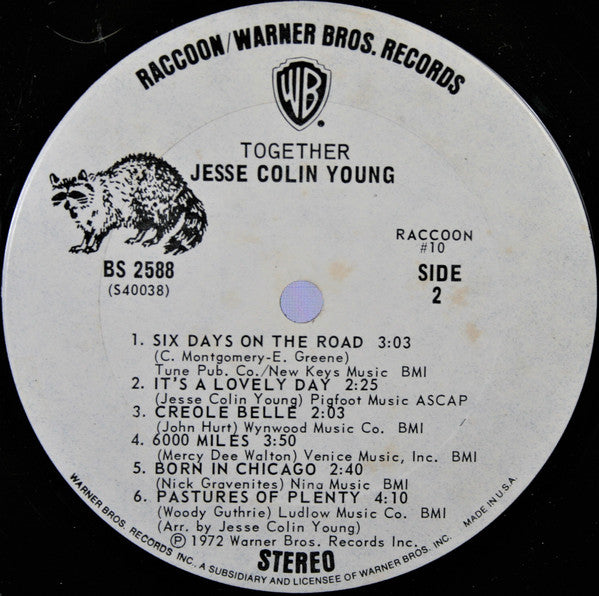 RACCOON/WARNER BROS. RECORDS
WB
®
TOGETHER
JESSE COLIN YOUNG
RACCOON
#10
BS 2588
(S40038)
SIDE
2
1. SIX DAYS ON THE ROAD 3:03
(C. Montgomery-E. Greene)
Tune Pub. Co./New Keys Music BMI
2. IT'S A LOVELY DAY 2:25
(Jesse Colin Young) Pigfoot Music ASCAP
3. CREOLE BELLE 2:03
(John Hurt) Wynwood Music Co. BMI
4. 6000 MILES 3:50
(Mercy Dee Walton) Venice Music, Inc. BMI
5. BORN IN CHICAGO 2:40
(Nick Gravenites) Nina Music BMI
6. PASTURES OF PLENTY 4:10
(Woody Guthrie) Ludlow Music Co. BMI
(Arr. by Jesse Colin Young)
Ⓟ 1972 Warner Bros. Records Inc.
STEREO
WARNER BROS. RECORDS INC. A SUBSIDIARY AND LICENSEE OF WARNER BROS. INC. MADE IN U.S.A.